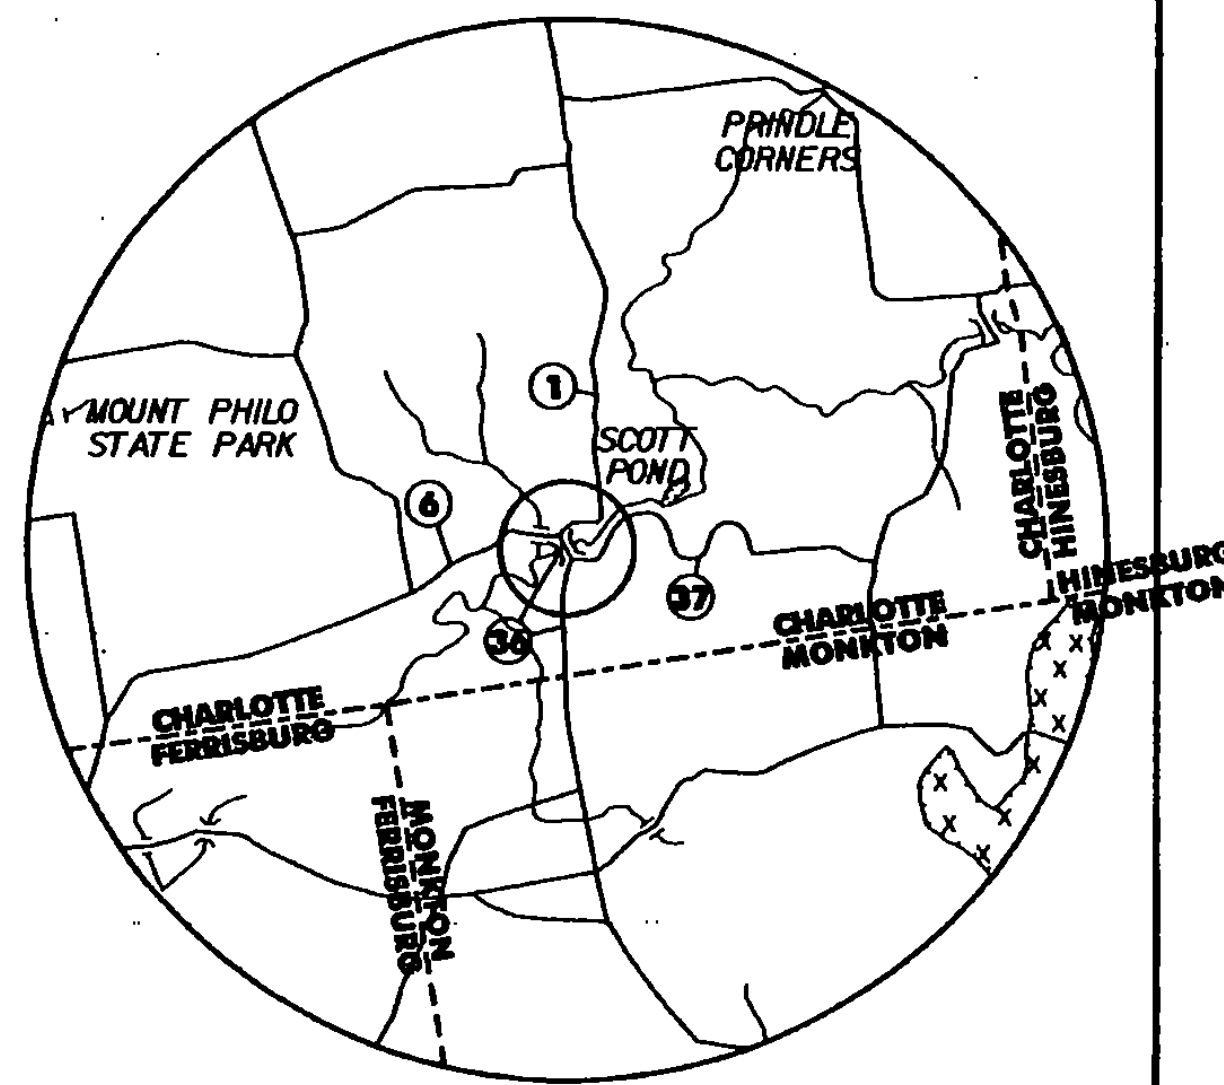 PRINDLE
CORNERS
MOUNT PHILO
STATE PARK
1
SCOTT
POND
6
CHARLOTTE
HINESBURG
HINESBURG
MONKTON
37
CHARLOTTE
MONKTON
36
CHARLOTTE
FERRISBURG
MONKTON
FERRISBURG
X X
X
X
X
X
X
X
X
X